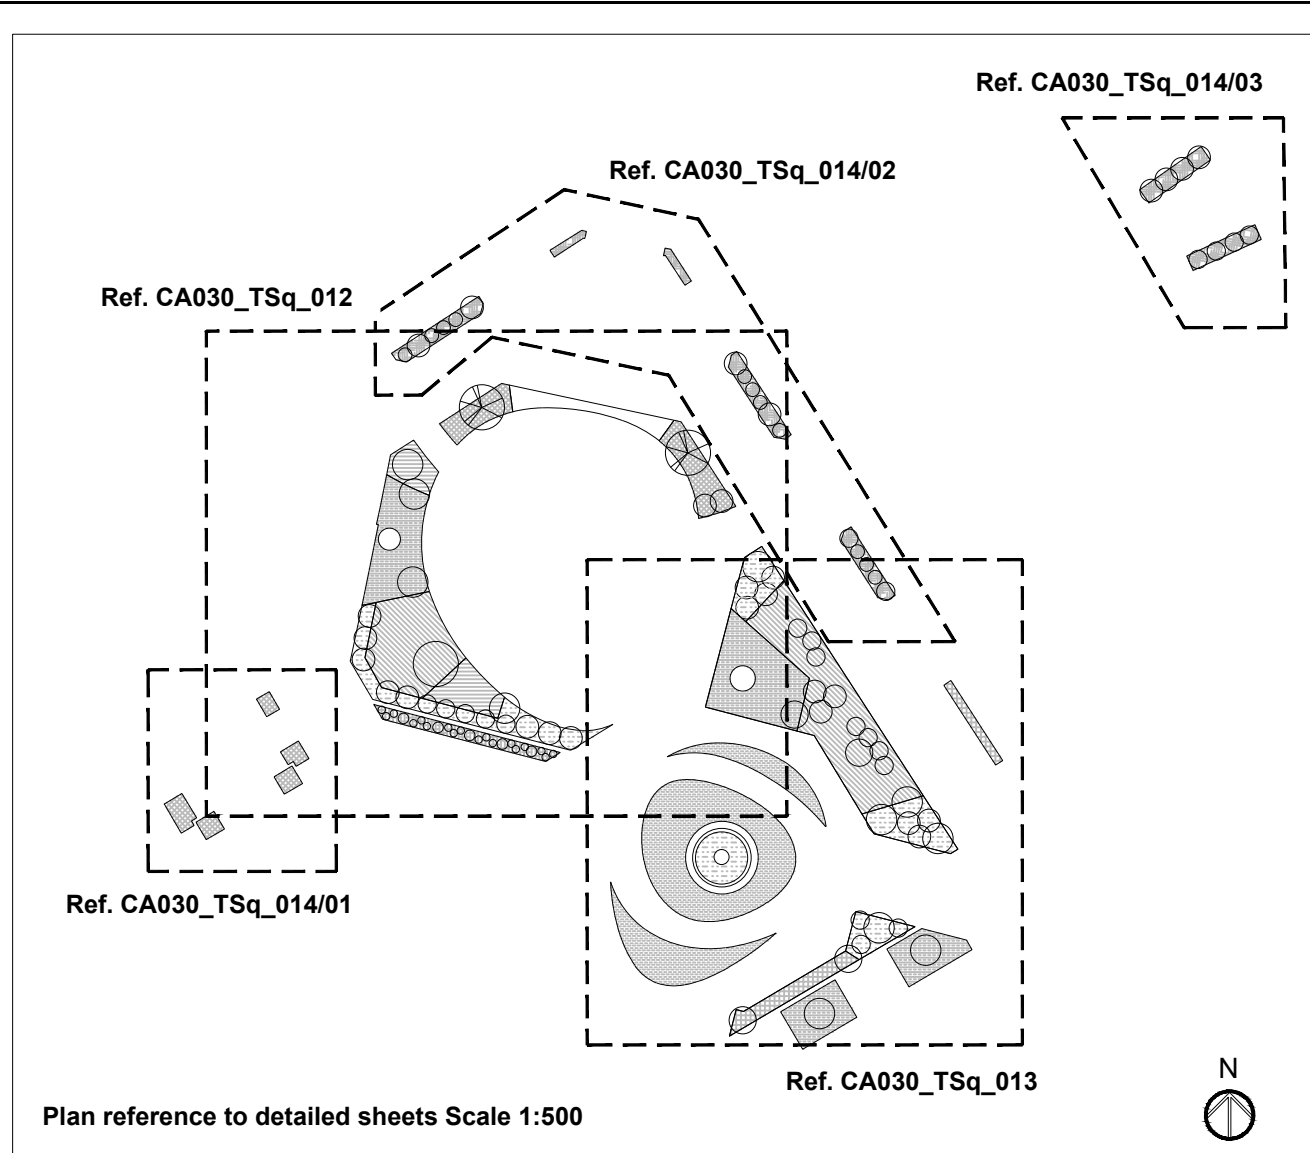 Ref. CA030_TSq_014/03
Ref. CA030_TSq_014/02
Ref. CA030_TSq_012
Ref. CA030_TSq_014/01
Ref. CA030_TSq_013
N
Plan reference to detailed sheets Scale 1:500